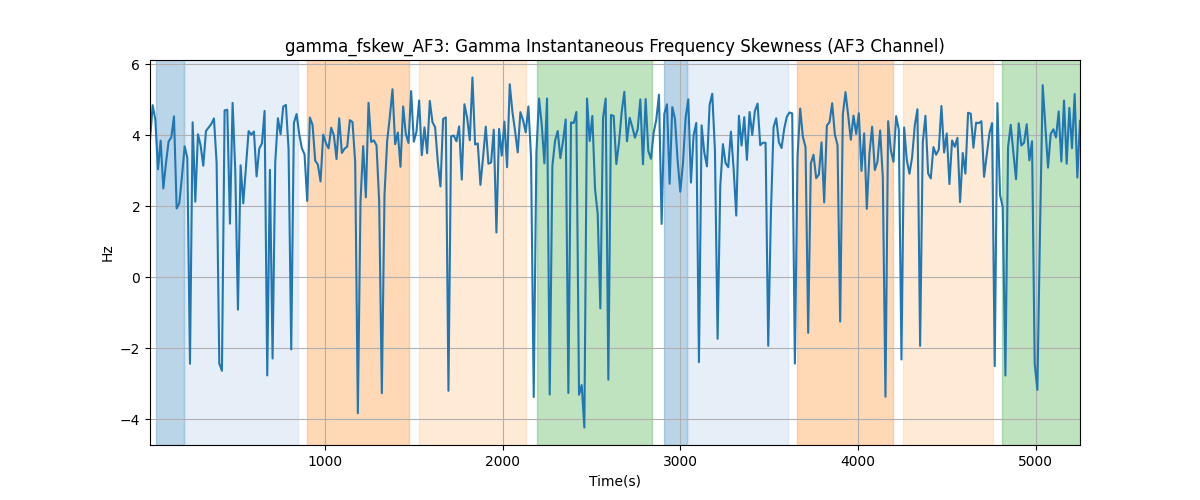 gamma_fskew_AF3: Gamma Instantaneous Frequency Skewness (AF3 Channel)
6
4
2
0
−2
−4
Hz
1000 2000 3000 4000 5000
Time(s)